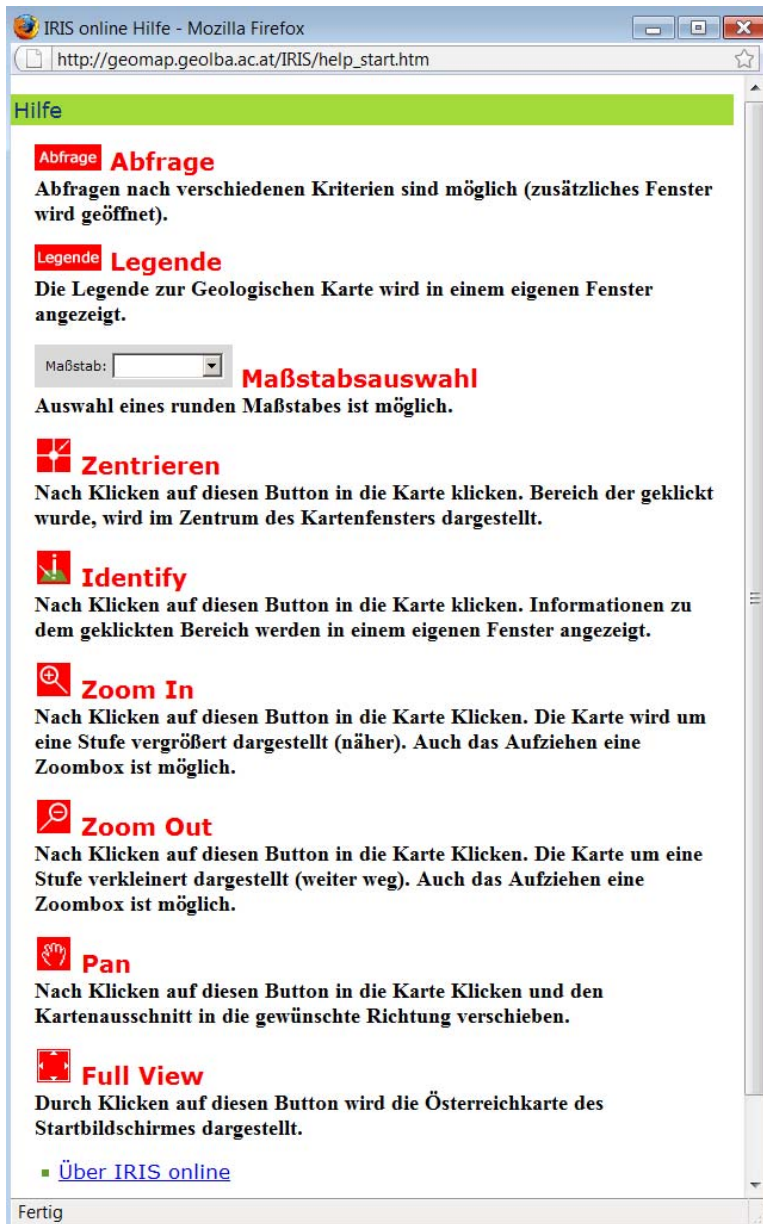 IRIS online Hilfe - Mozilla Firefox
http://geomap.geolba.ac.at/IRIS/help_start.htm
Hilfe
Abfrage Abfrage
Abfragen nach verschiedenen Kriterien sind möglich (zusätzliches Fenster
wird geöffnet).
Legende Legende
Die Legende zur Geologischen Karte wird in einem eigenen Fenster
angezeigt.
Maßstab: Maßstabsauswahl
Auswahl eines runden Maßstabes ist möglich.
Zentrieren
Nach Klicken auf diesen Button in die Karte klicken. Bereich der geklickt
wurde, wird im Zentrum des Kartenfensters dargestellt.
Identify
Nach Klicken auf diesen Button in die Karte klicken. Informationen zu
dem geklickten Bereich werden in einem eigenen Fenster angezeigt.
Zoom In
Nach Klicken auf diesen Button in die Karte Klicken. Die Karte wird um
eine Stufe vergrößert dargestellt (näher). Auch das Aufziehen eine
Zoombox ist möglich.
Zoom Out
Nach Klicken auf diesen Button in die Karte Klicken. Die Karte um eine
Stufe verkleinert dargestellt (weiter weg). Auch das Aufziehen eine
Zoombox ist möglich.
Pan
Nach Klicken auf diesen Button in die Karte Klicken und den
Kartenausschnitt in die gewünschte Richtung verschieben.
Full View
Durch Klicken auf diesen Button wird die Österreichkarte des
Startbildschirmes dargestellt.
Über IRIS online
Fertig